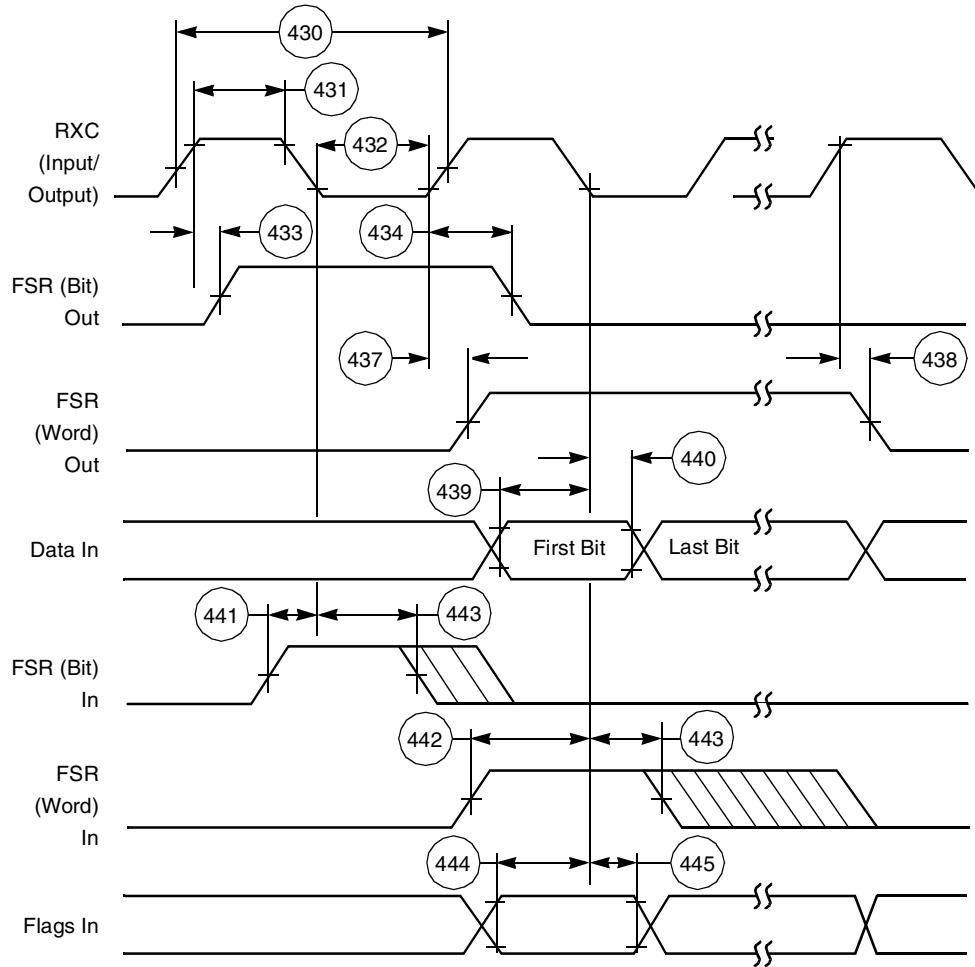 430
431
RXC
(Input/
Output)
432
433
434
FSR (Bit)
Out
437
438
FSR
(Word)
Out
440
439
Data In
First Bit
Last Bit
441
443
FSR (Bit)
In
442
443
FSR
(Word)
In
444
445
Flags In